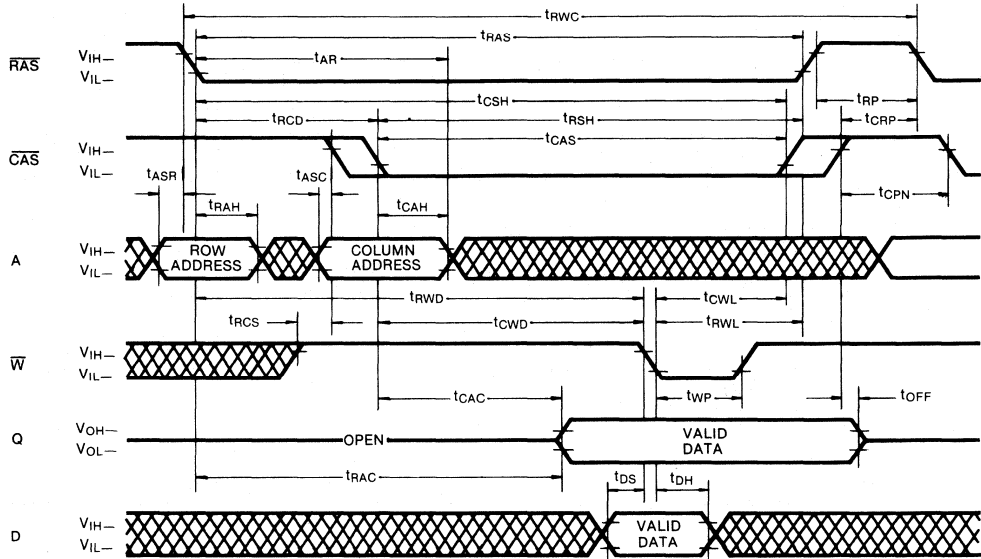 tRWC
tRAS
tAR
RAS
VIH—
VIL—
tCSH
tRP
tRCD
tRSH
tCRP
tCAS
CAS
VIH—
VIL—
tASR
tASC
tCPN
tRAH
tCAH
A
VIH—
VIL—
ROW
ADDRESS
COLUMN
ADDRESS
tRWD
tCWL
tRCS
tCWD
tRWL
W
VIH—
VIL—
tCAC
tWP
tOFF
Q
VOH—
VOL—
OPEN
VALID
DATA
tRAC
tDS
tDH
D
VIH—
VIL—
VALID
DATA